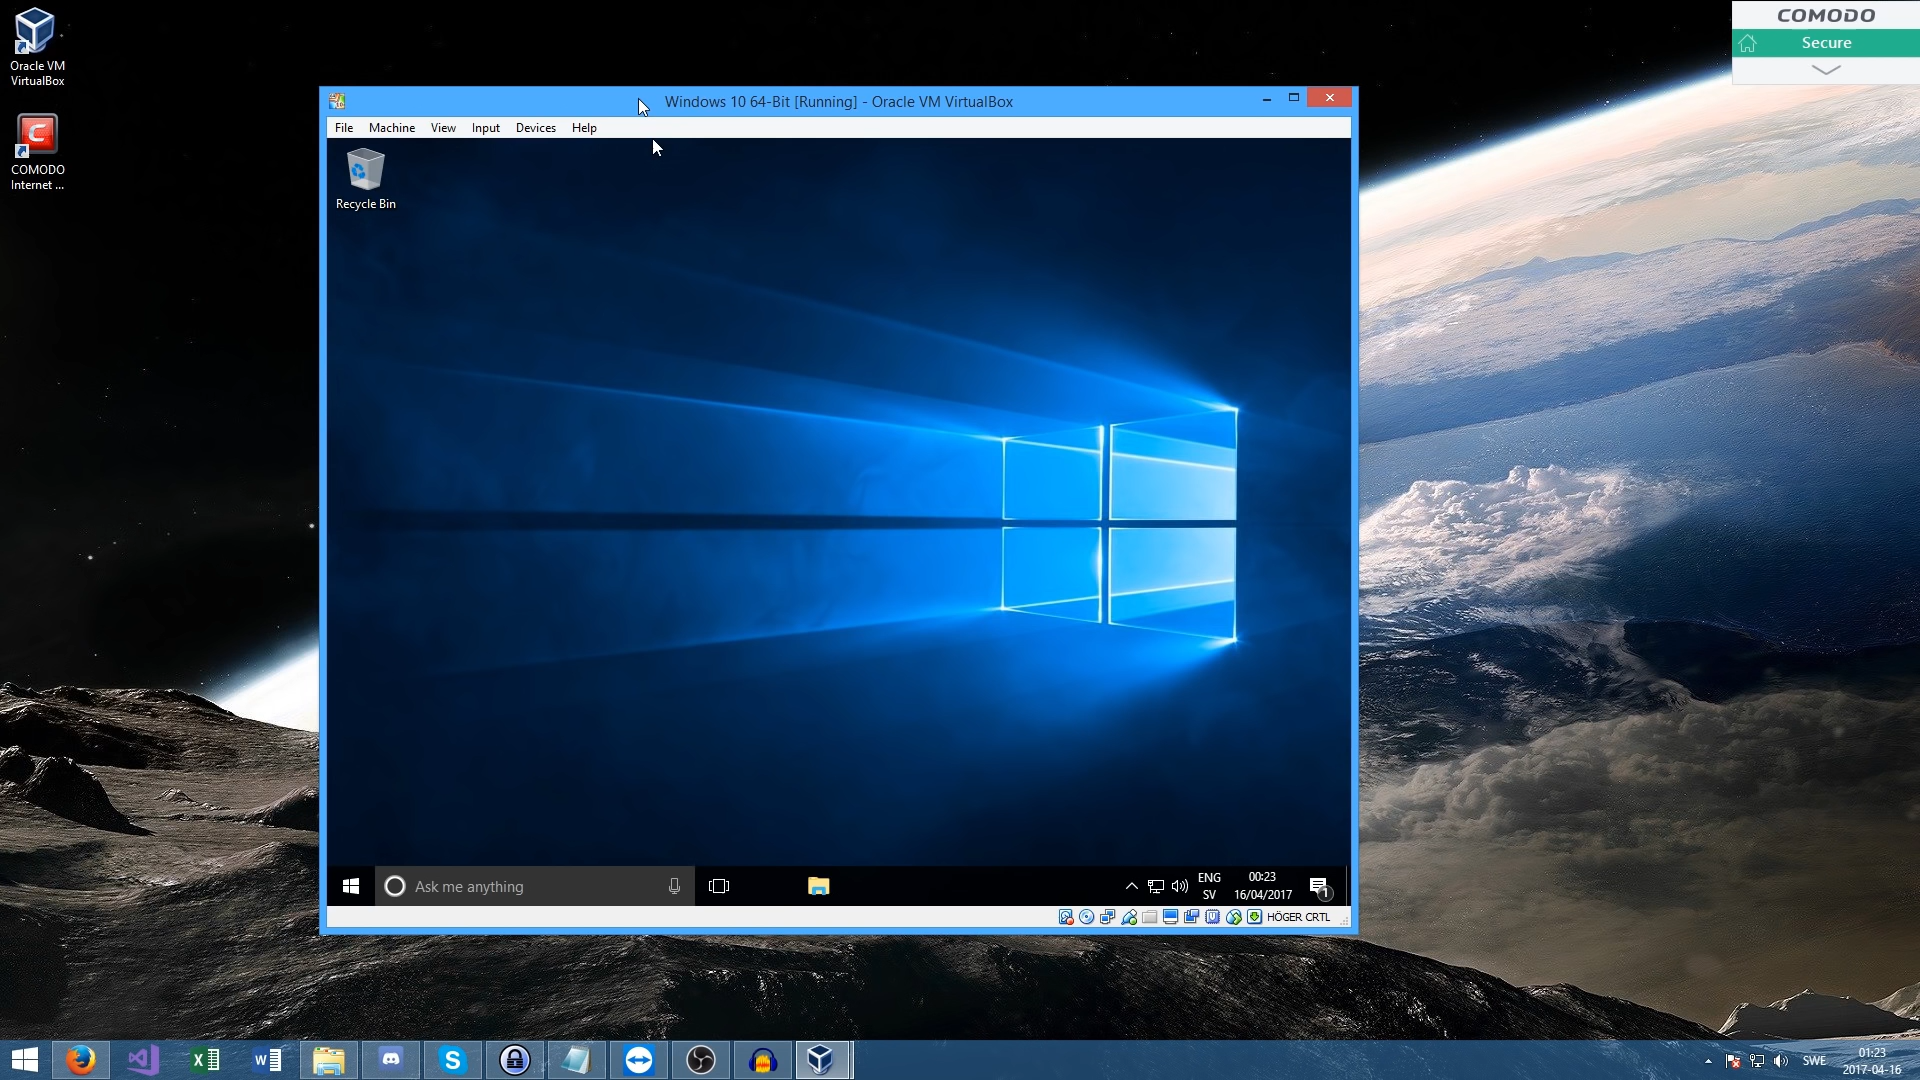 Oracle VM
VirtualBox
COMODO
Internet ...
COMODO
Secure
Windows 10 64-Bit [Running] - Oracle VM VirtualBox
File Machine View Input Devices Help
Recycle Bin
Ask me anything
ENG
SV
00:23
16/04/2017
1
HÖGER CRTL
SWE
01:23
2017-04-16